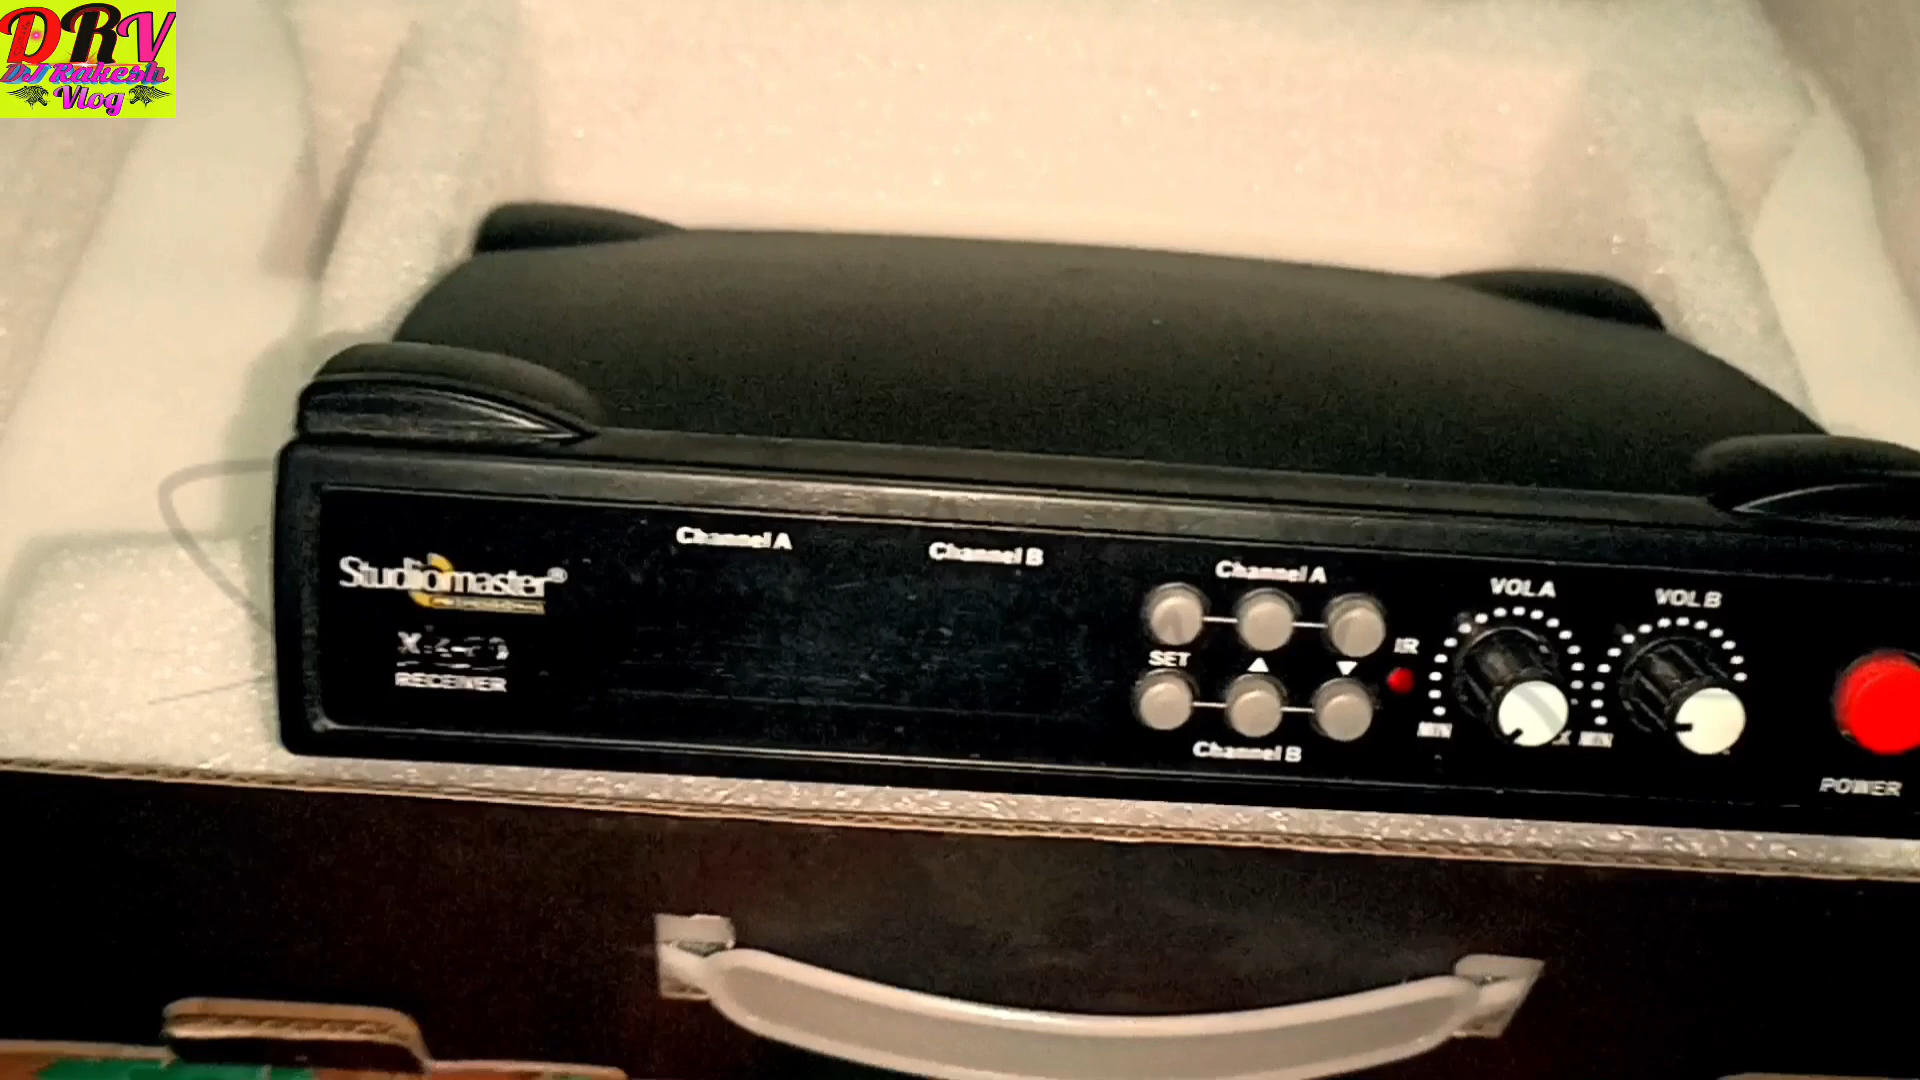 DRV
DJ Rakesh
Vlog
Studiomaster®
RECEIVER
Channel A
Channel B
Channel A
SET
Channel B
IR
VOL A
MIN
VOL B
MIN
POWER